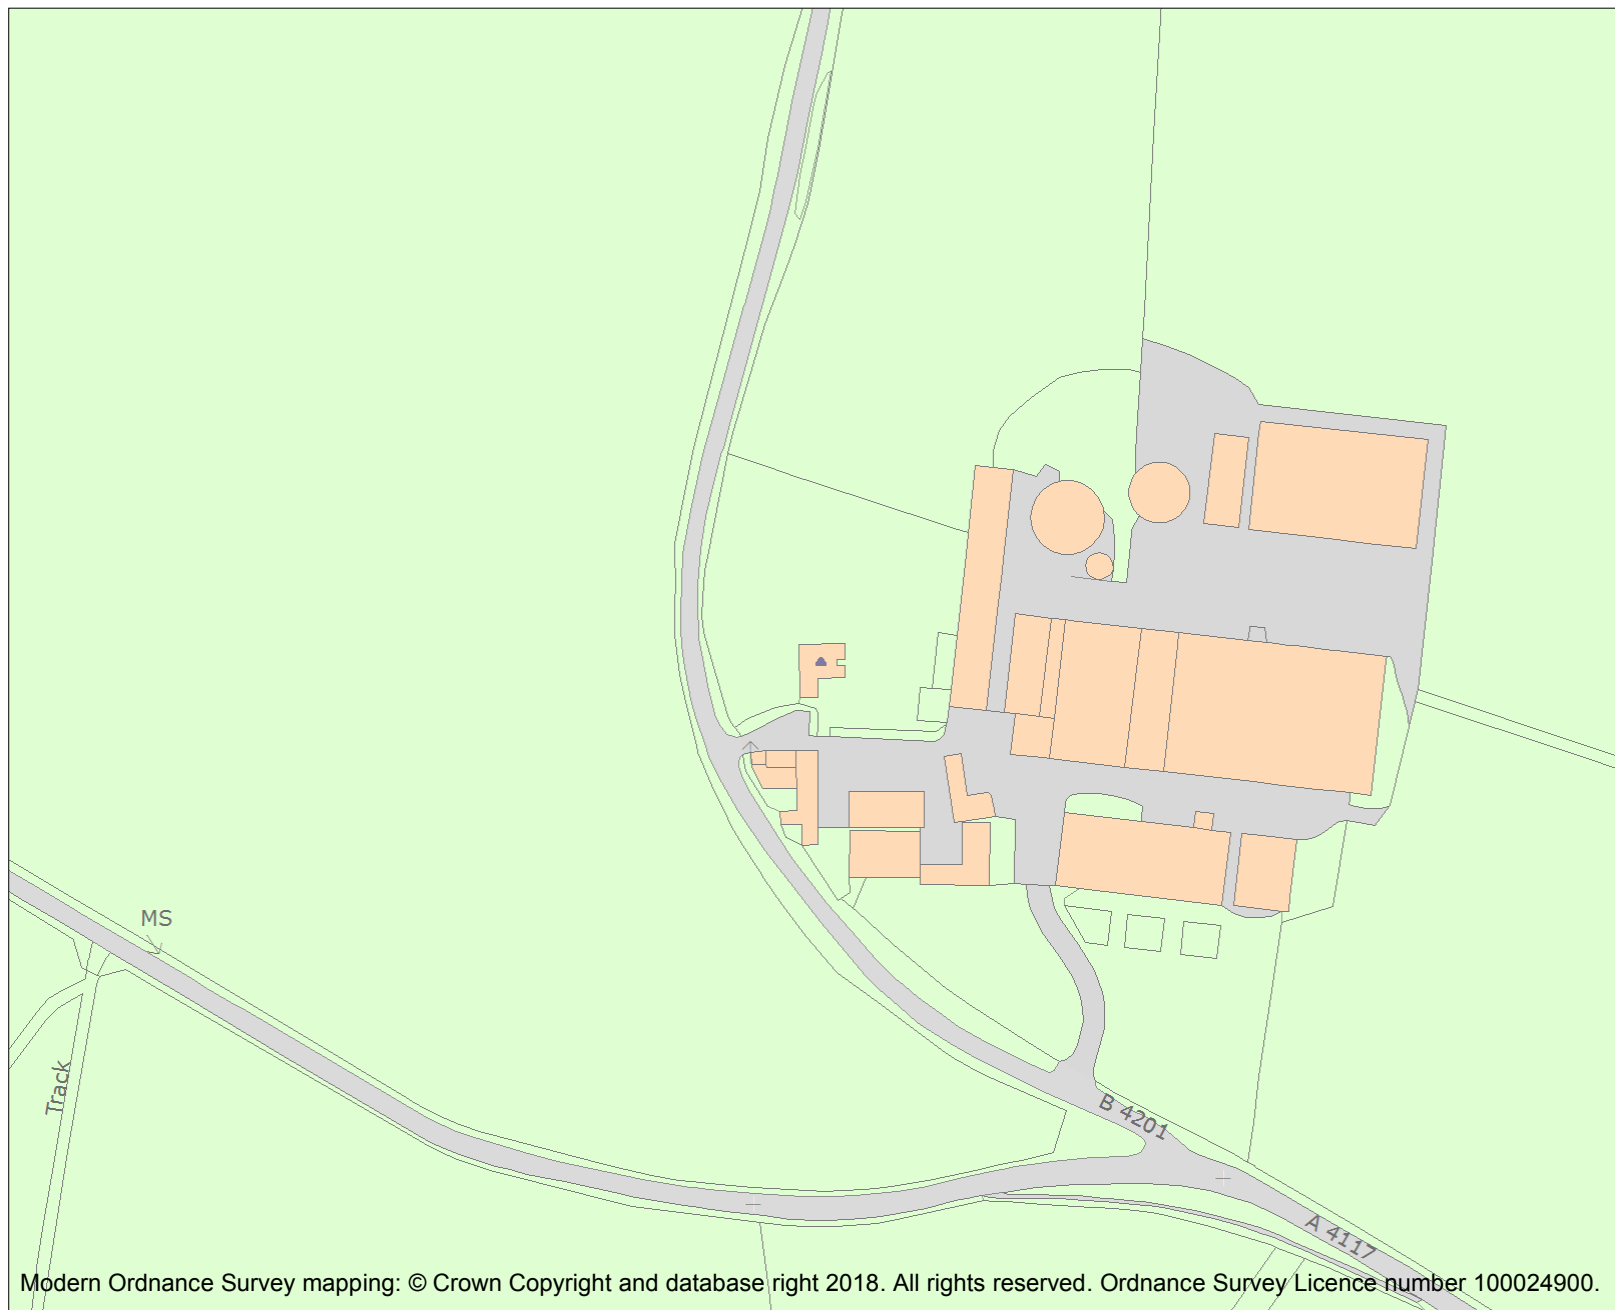 MS
Track
B 4201
A 4117
Modern Ordnance Survey mapping: © Crown Copyright and database right 2018. All rights reserved. Ordnance Survey Licence number 100024900.